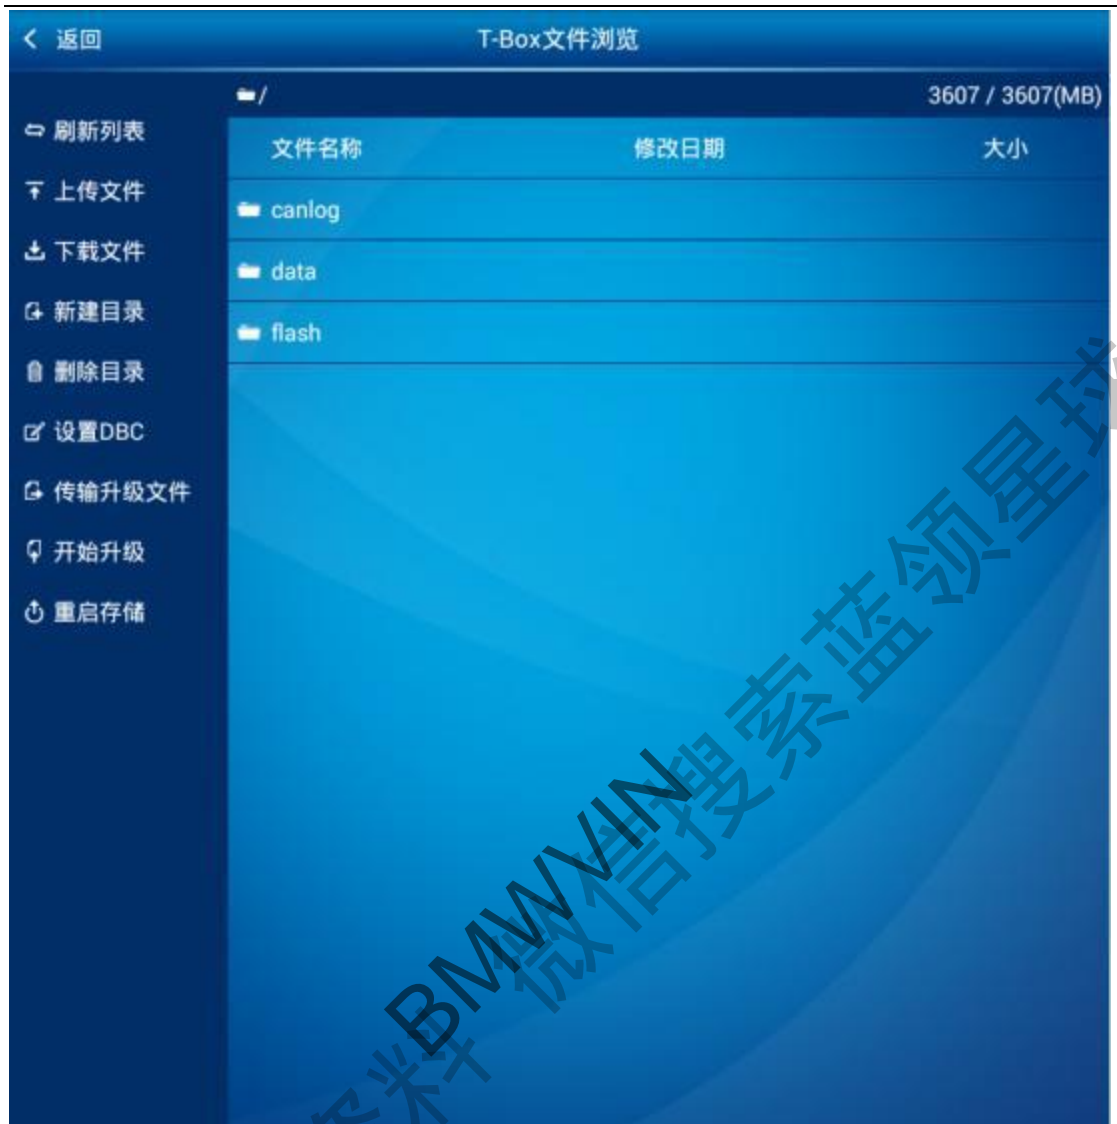 返回
T-Box文件浏览
/
3607 / 3607(MB)
刷新列表
上传文件
下载文件
新建目录
删除目录
设置DBC
传输升级文件
开始升级
重启存储
文件名称 修改日期 大小
canlog
data
flash
资料 BMWVIN
微信搜索蓝领星球